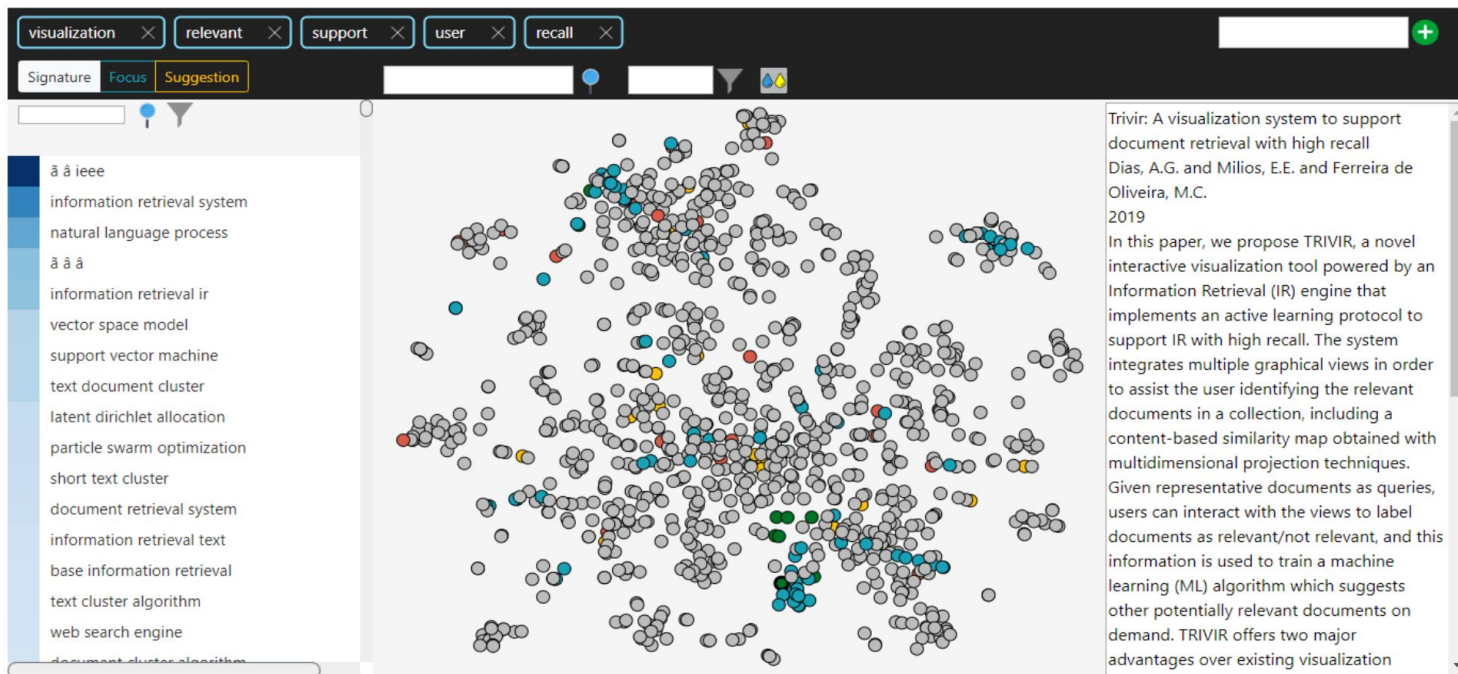 visualization
relevant
support
user
recall
Signature
Focus
Suggestion
ã â ieee
information retrieval system
natural language process
ã â â
information retrieval ir
vector space model
support vector machine
text document cluster
latent dirichlet allocation
particle swarm optimization
short text cluster
document retrieval system
information retrieval text
base information retrieval
text cluster algorithm
web search engine
document cluster algorithm
Trivir: A visualization system to support
document retrieval with high recall
Dias, A.G. and Milios, E.E. and Ferreira de
Oliveira, M.C.
2019
In this paper, we propose TRIVIR, a novel
interactive visualization tool powered by an
Information Retrieval (IR) engine that
implements an active learning protocol to
support IR with high recall. The system
integrates multiple graphical views in order
to assist the user identifying the relevant
documents in a collection, including a
content-based similarity map obtained with
multidimensional projection techniques.
Given representative documents as queries,
users can interact with the views to label
documents as relevant/not relevant, and this
information is used to train a machine
learning (ML) algorithm which suggests
other potentially relevant documents on
demand. TRIVIR offers two major
advantages over existing visualization